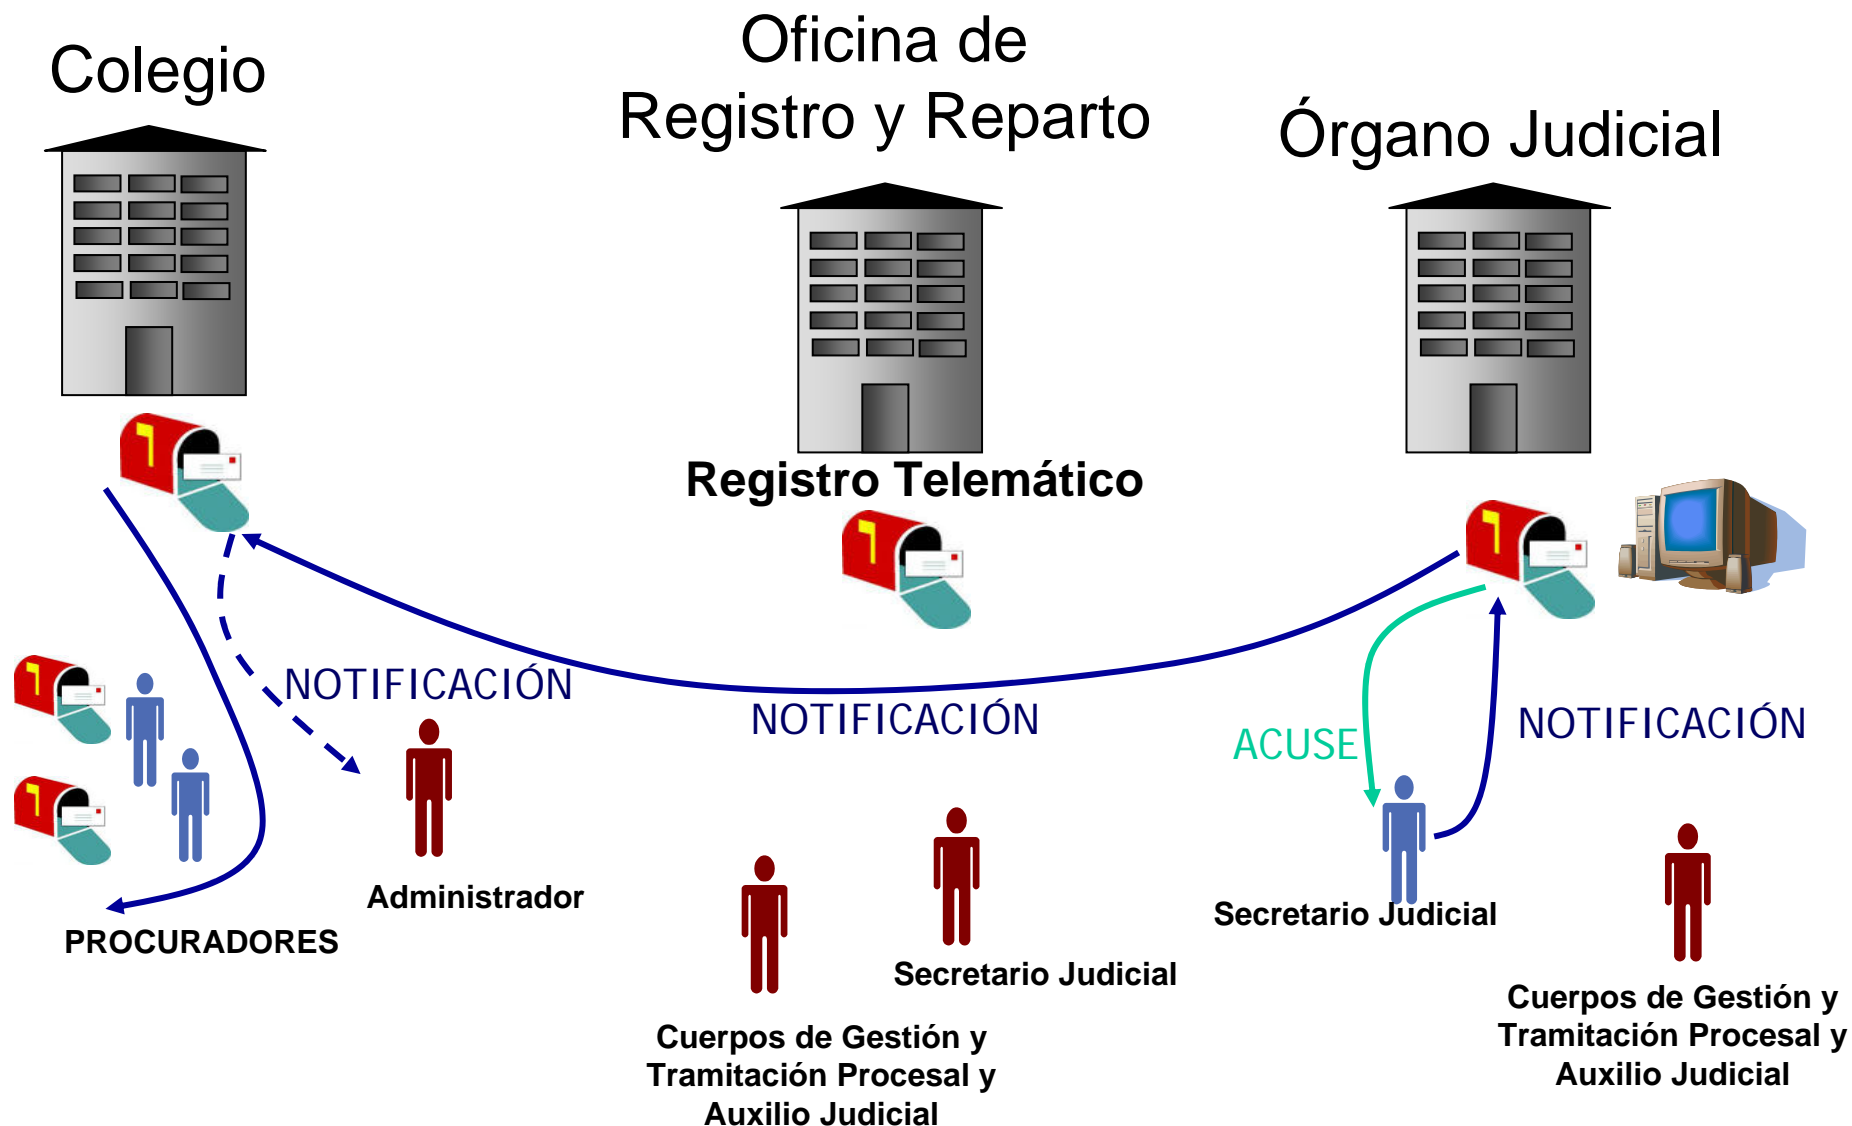 Colegio
Oficina de
Registro y Reparto
Órgano Judicial
Registro Telemático
NOTIFICACIÓN
NOTIFICACIÓN
ACUSE
NOTIFICACIÓN
Administrador
PROCURADORES
Secretario Judicial
Cuerpos de Gestión y
Tramitación Procesal y
Auxilio Judicial
Secretario Judicial
Cuerpos de Gestión y
Tramitación Procesal y
Auxilio Judicial